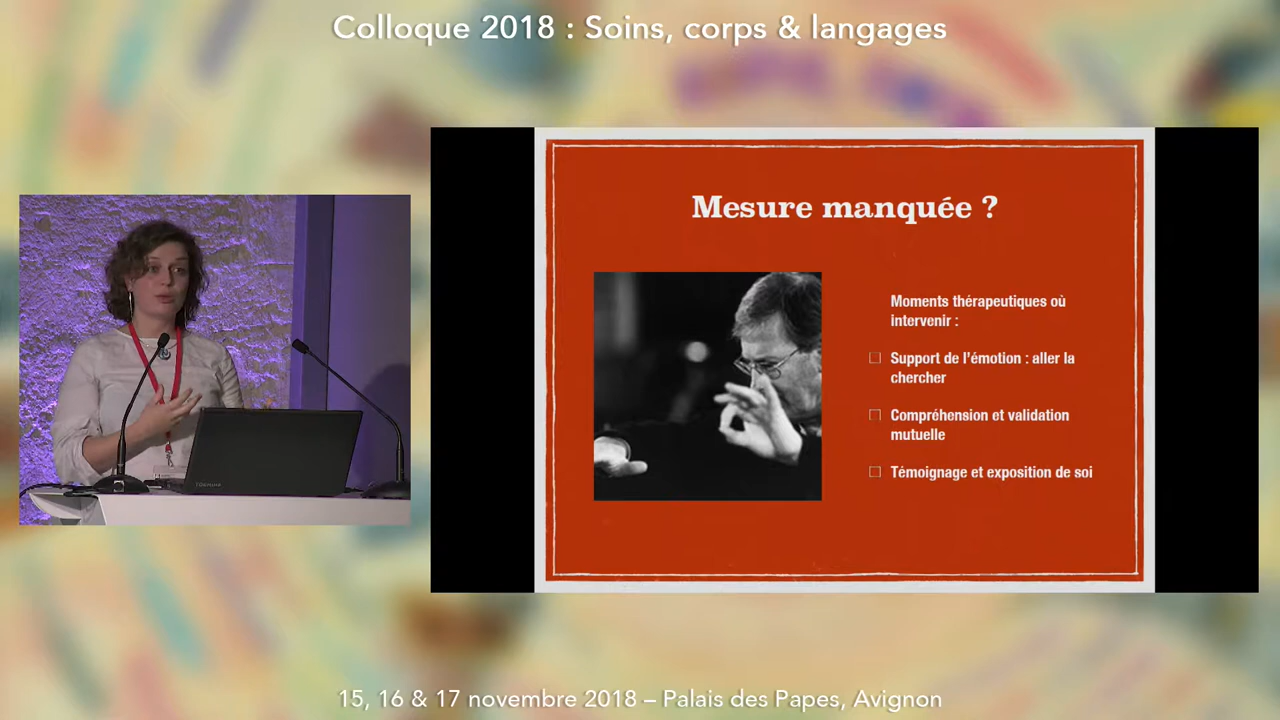 Colloque 2018 : Soins, corps & langages
Mesure manquée ?
Moments thérapeutiques où
intervenir :
Support de l'émotion : aller la
chercher
Compréhension et validation
mutuelle
Témoignage et exposition de soi
15, 16 & 17 novembre 2018 – Palais des Papes, Avignon